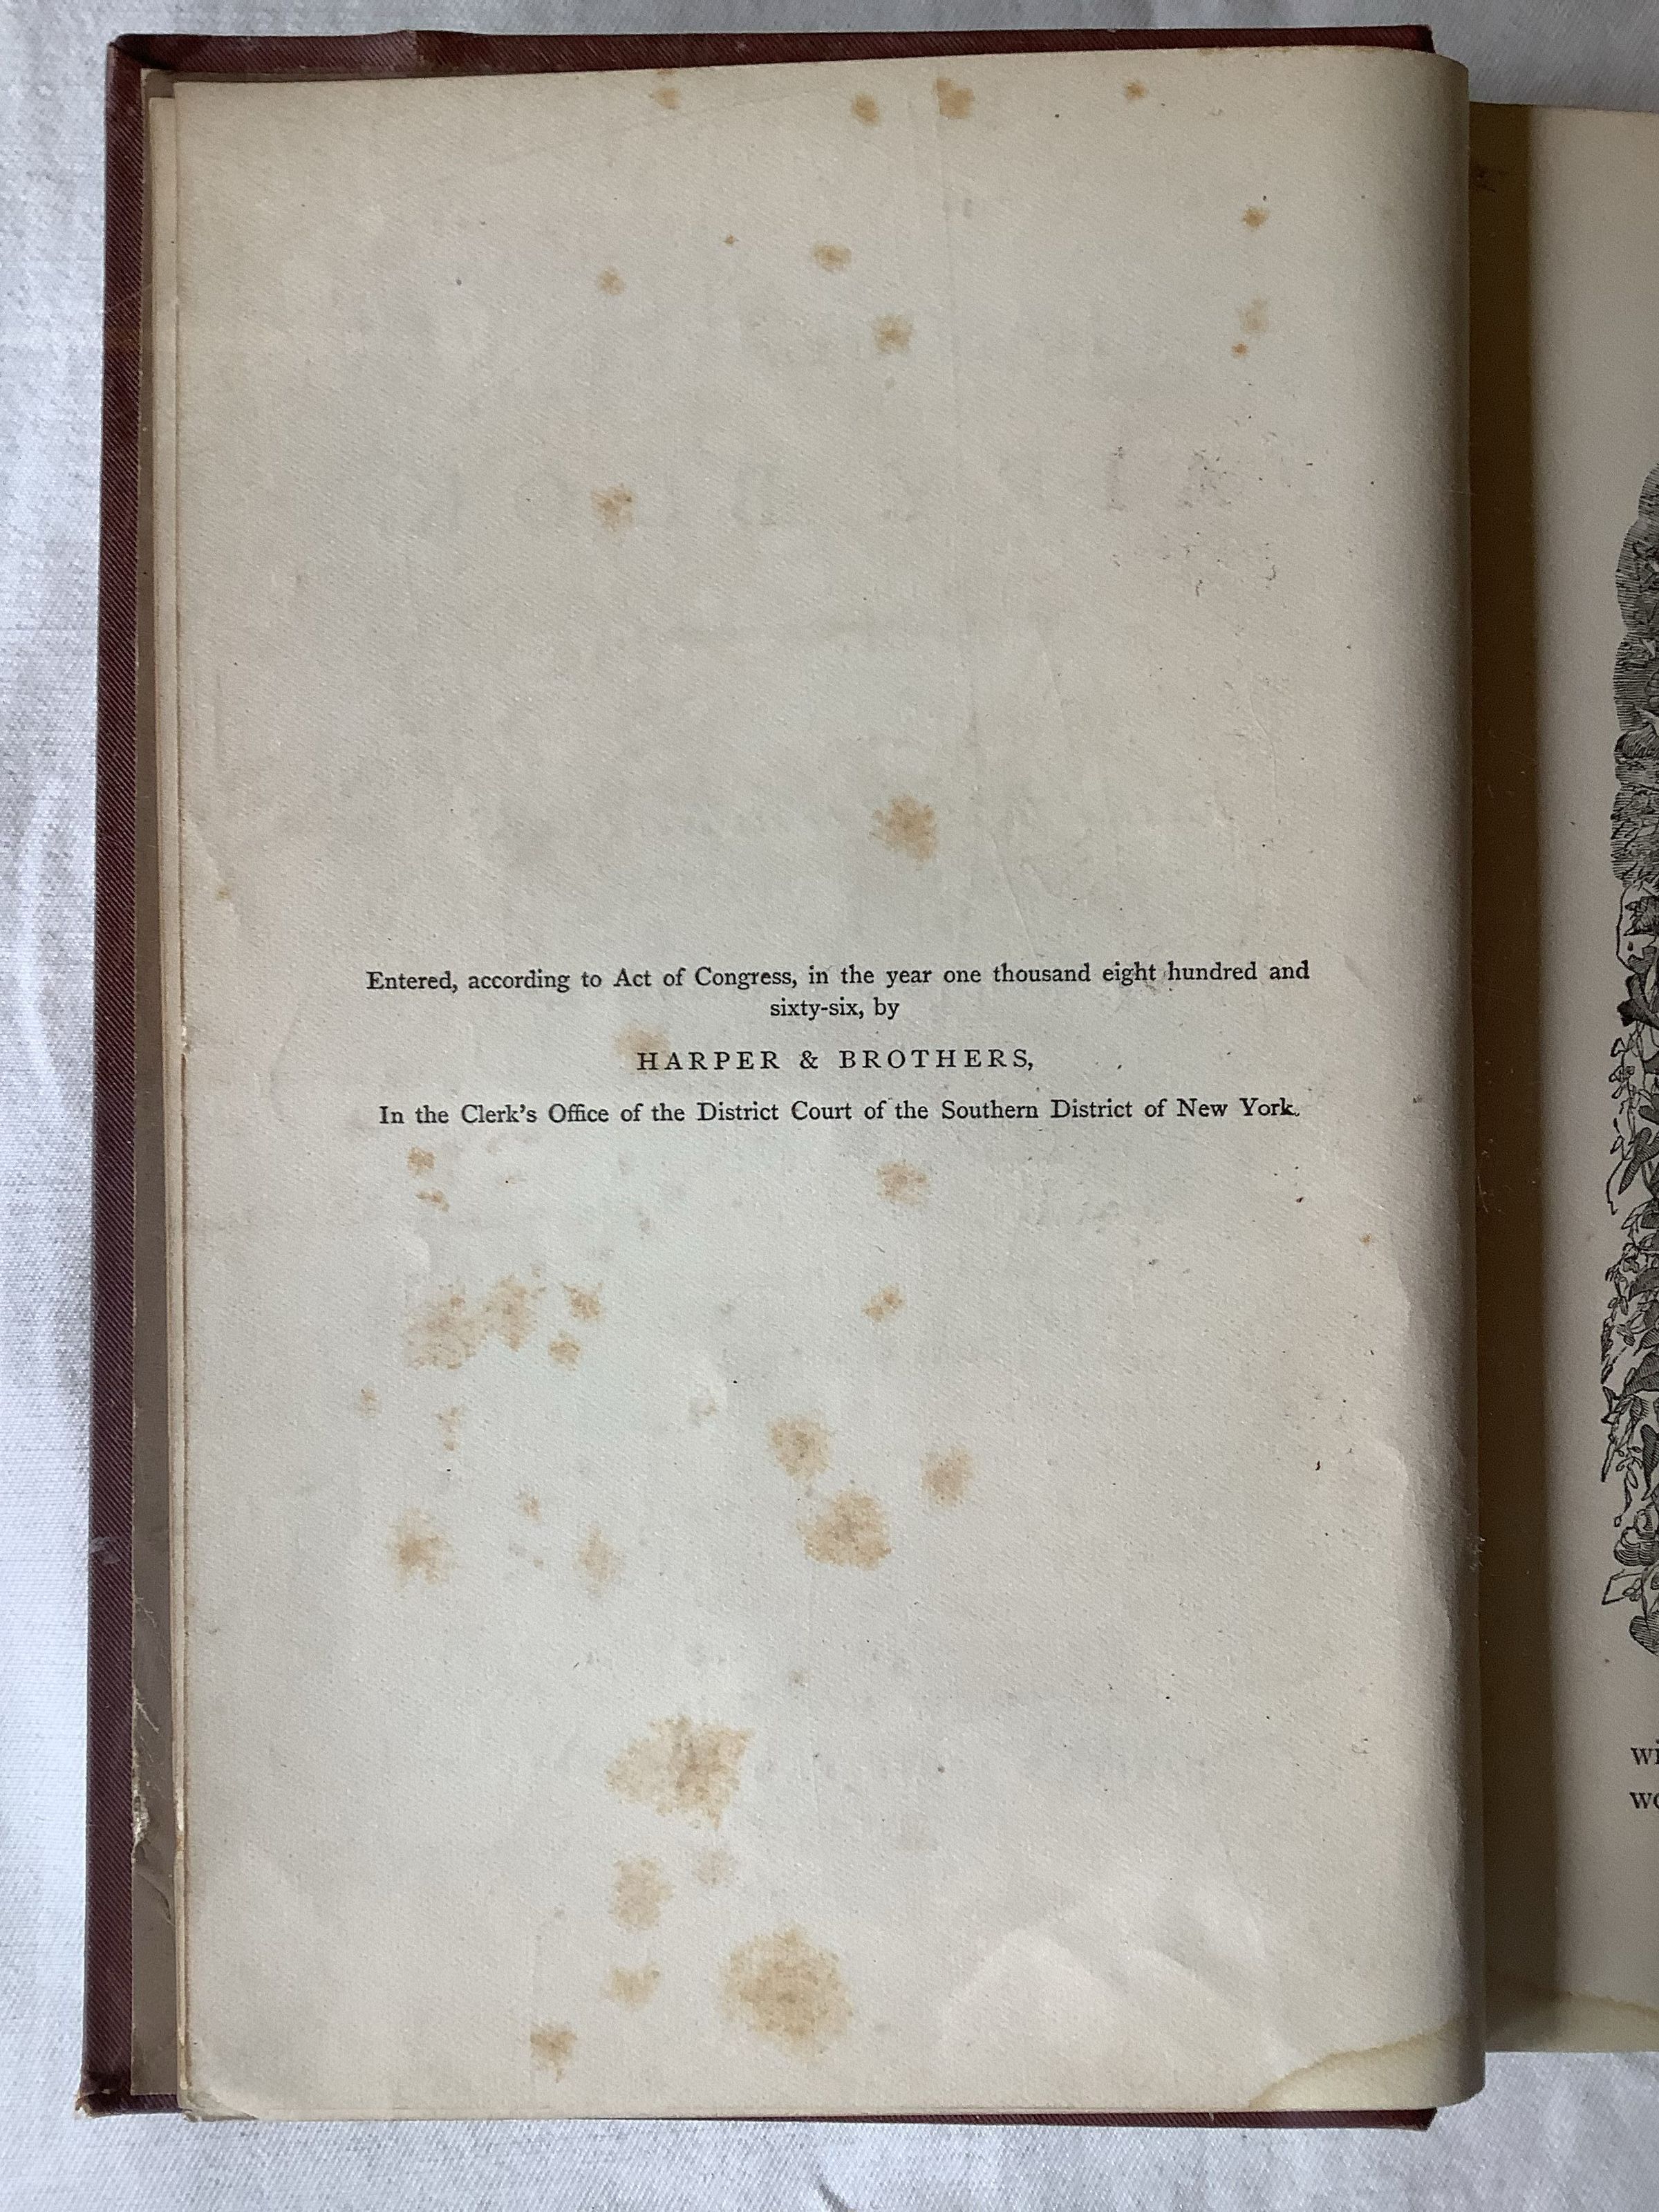 Entered, according to Act of Congress, in the year one thousand eight hundred and
sixty-six, by
HARPER & BROTHERS,
In the Clerk's Office of the District Court of the Southern District of New York.